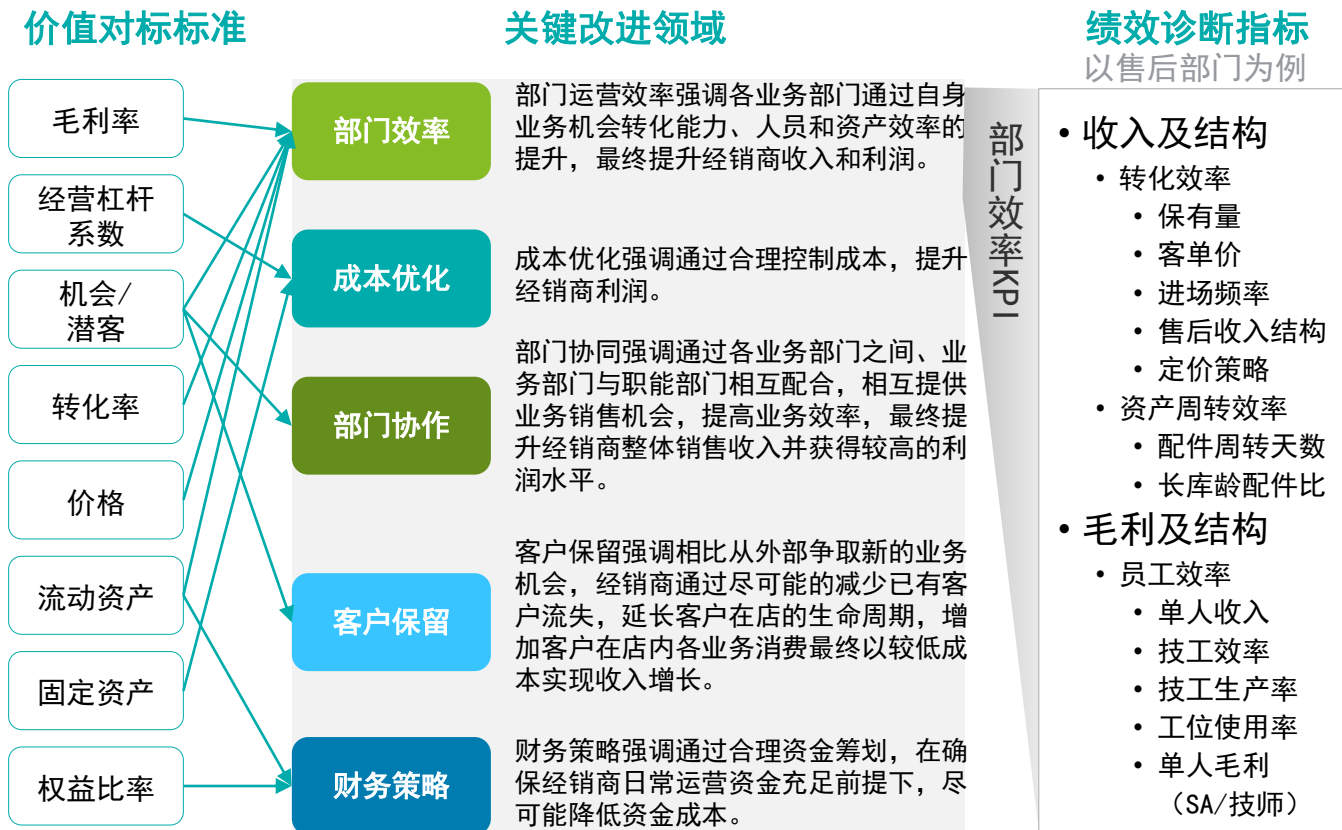 价值对标标准
关键改进领域
绩效诊断指标
以售后部门为例
毛利率
经营杠杆
系数
机会/
潜客
转化率
价格
流动资产
固定资产
权益比率
部门效率
部门运营效率强调各业务部门通过自身
业务机会转化能力、人员和资产效率的
提升，最终提升经销商收入和利润。
成本优化
成本优化强调通过合理控制成本，提升
经销商利润。
部门协作
部门协同强调通过各业务部门之间、业
务部门与职能部门相互配合，相互提供
业务销售机会，提高业务效率，最终提
升经销商整体销售收入并获得较高的利
润水平。
客户保留
客户保留强调相比从外部争取新的业务
机会，经销商通过尽可能的减少已有客
户流失，延长客户在店的生命周期，增
加客户在店内各业务消费最终以较低成
本实现收入增长。
财务策略
财务策略强调通过合理资金筹划，在确
保经销商日常运营资金充足前提下，尽
可能降低资金成本。
部门效率KPI
• 收入及结构
• 转化效率
• 保有量
• 客单价
• 进场频率
• 售后收入结构
• 定价策略
• 资产周转效率
• 配件周转天数
• 长库龄配件比
• 毛利及结构
• 员工效率
• 单人收入
• 技工效率
• 技工生产率
• 工位使用率
• 单人毛利
（SA/技师）